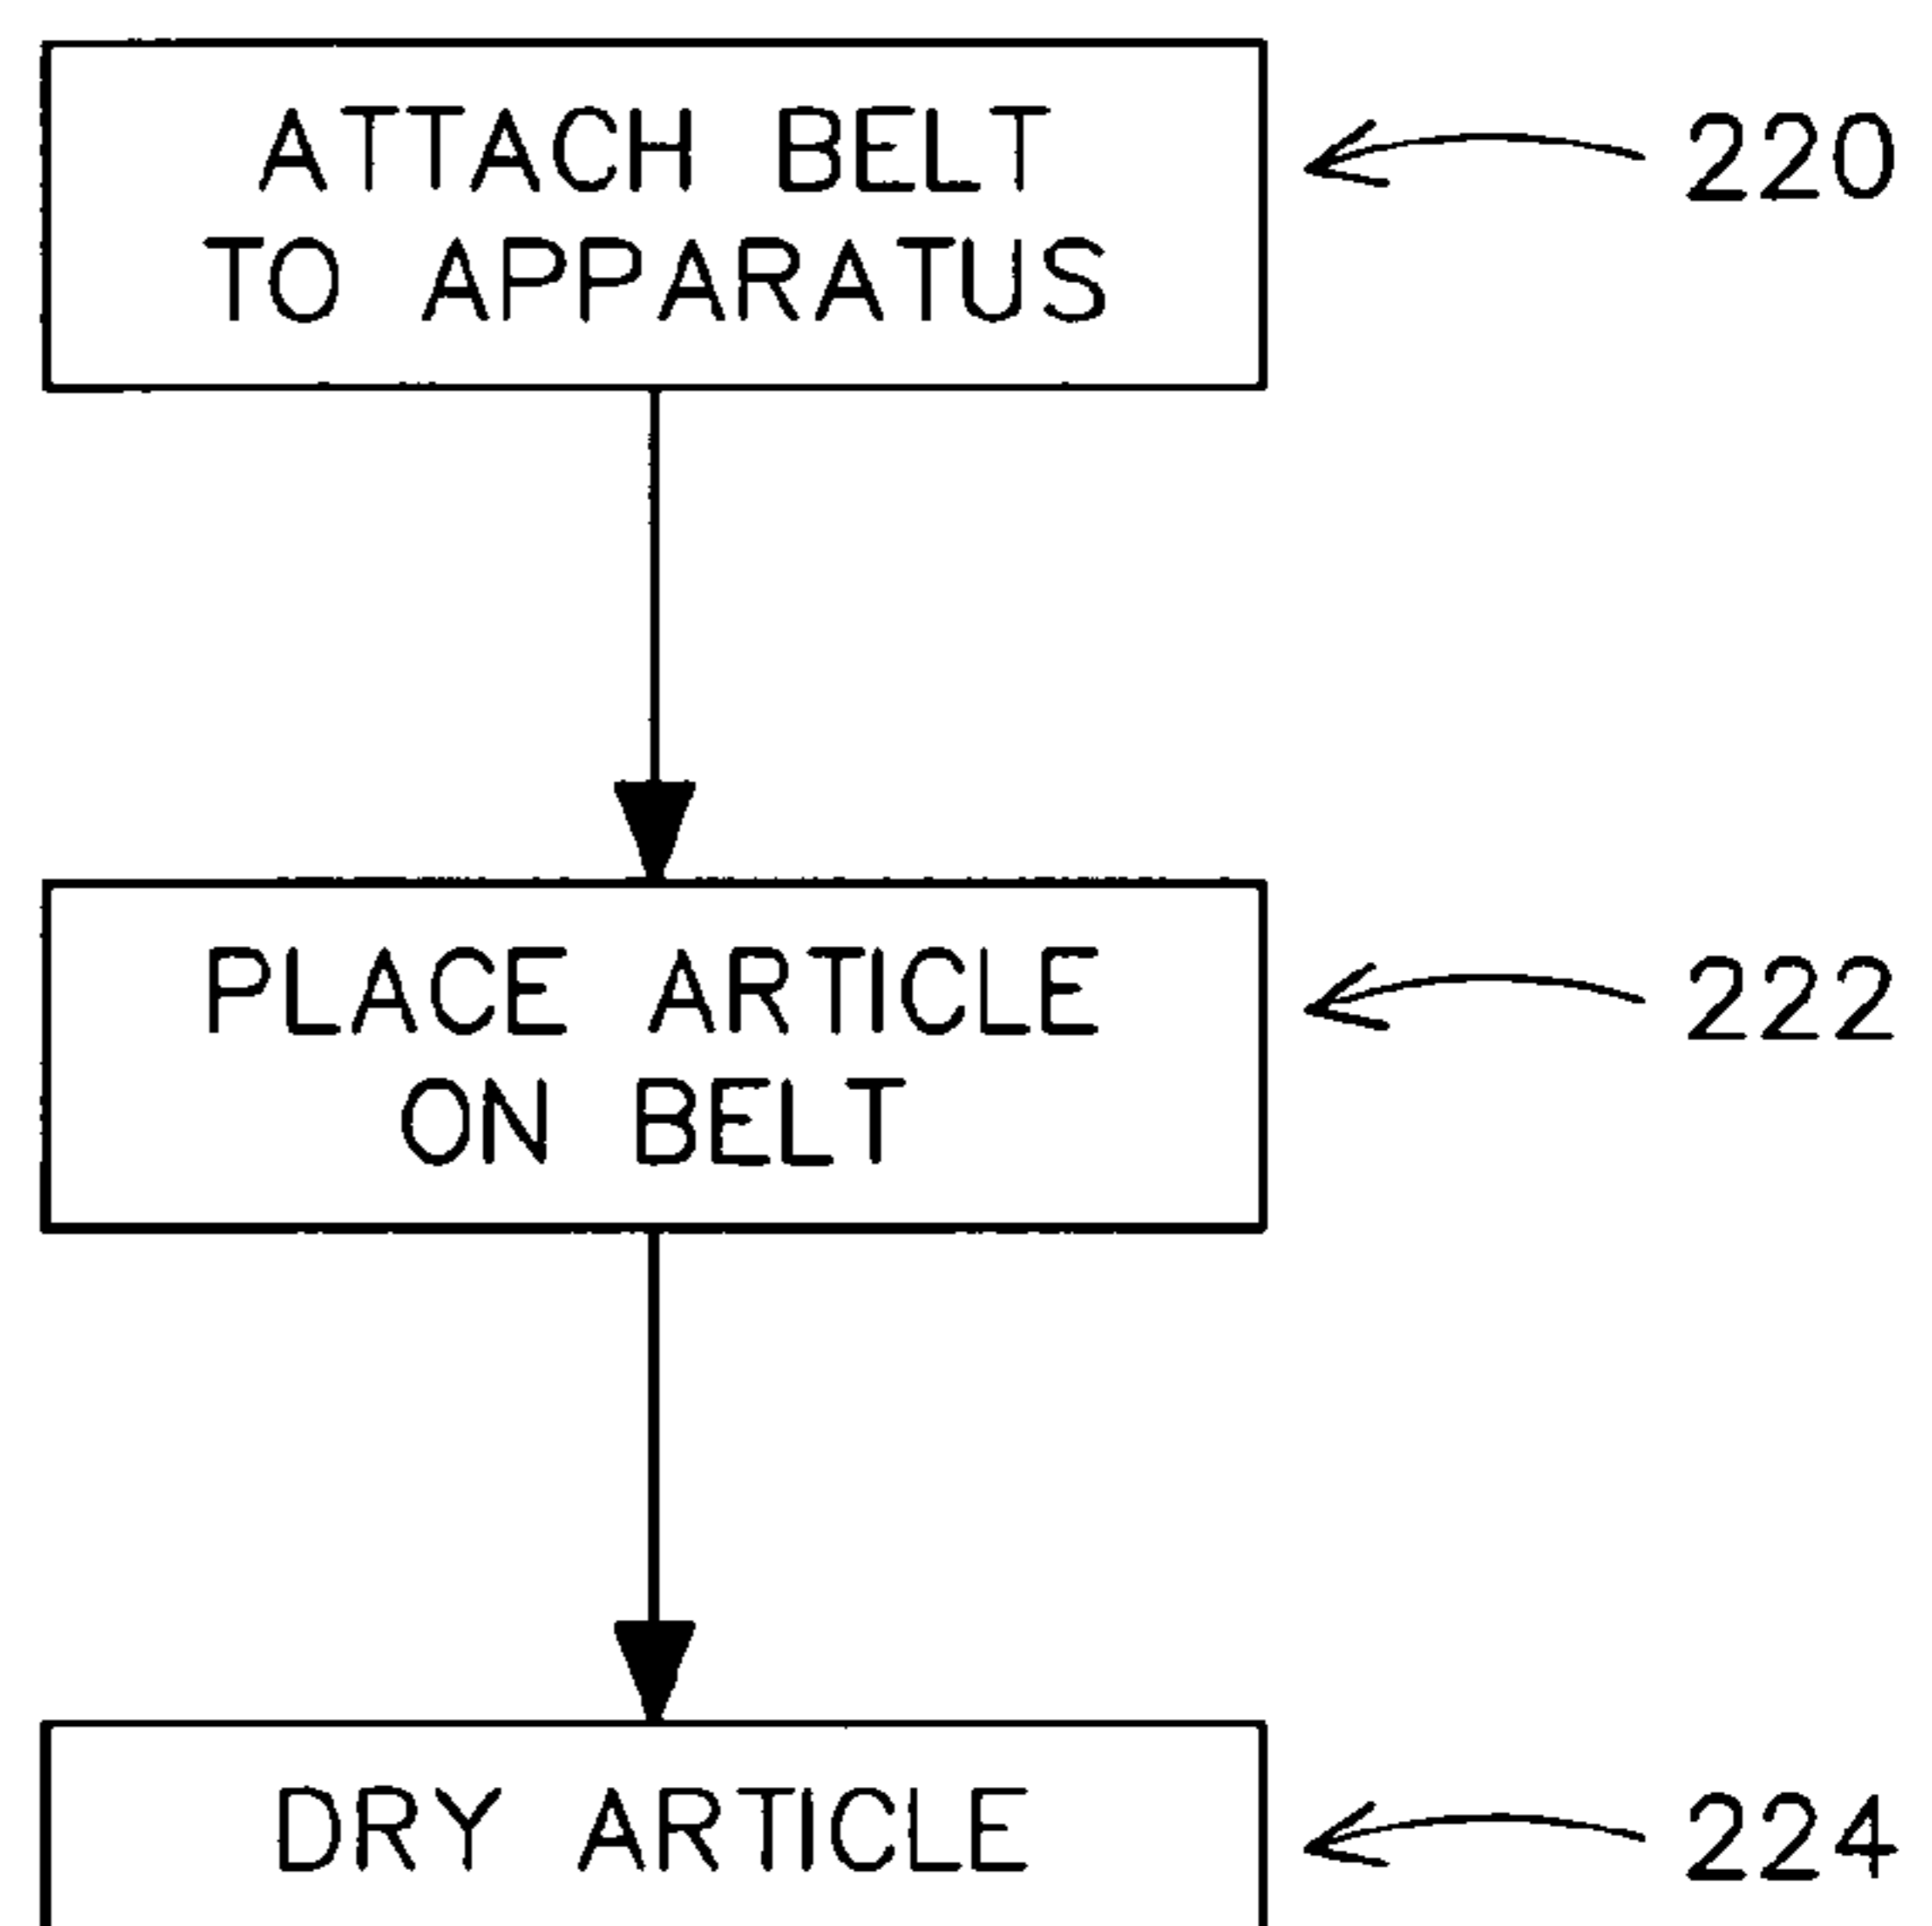 ATTACH BELT
TO APPARATUS
220
PLACE ARTICLE
ON BELT
222
DRY ARTICLE
224